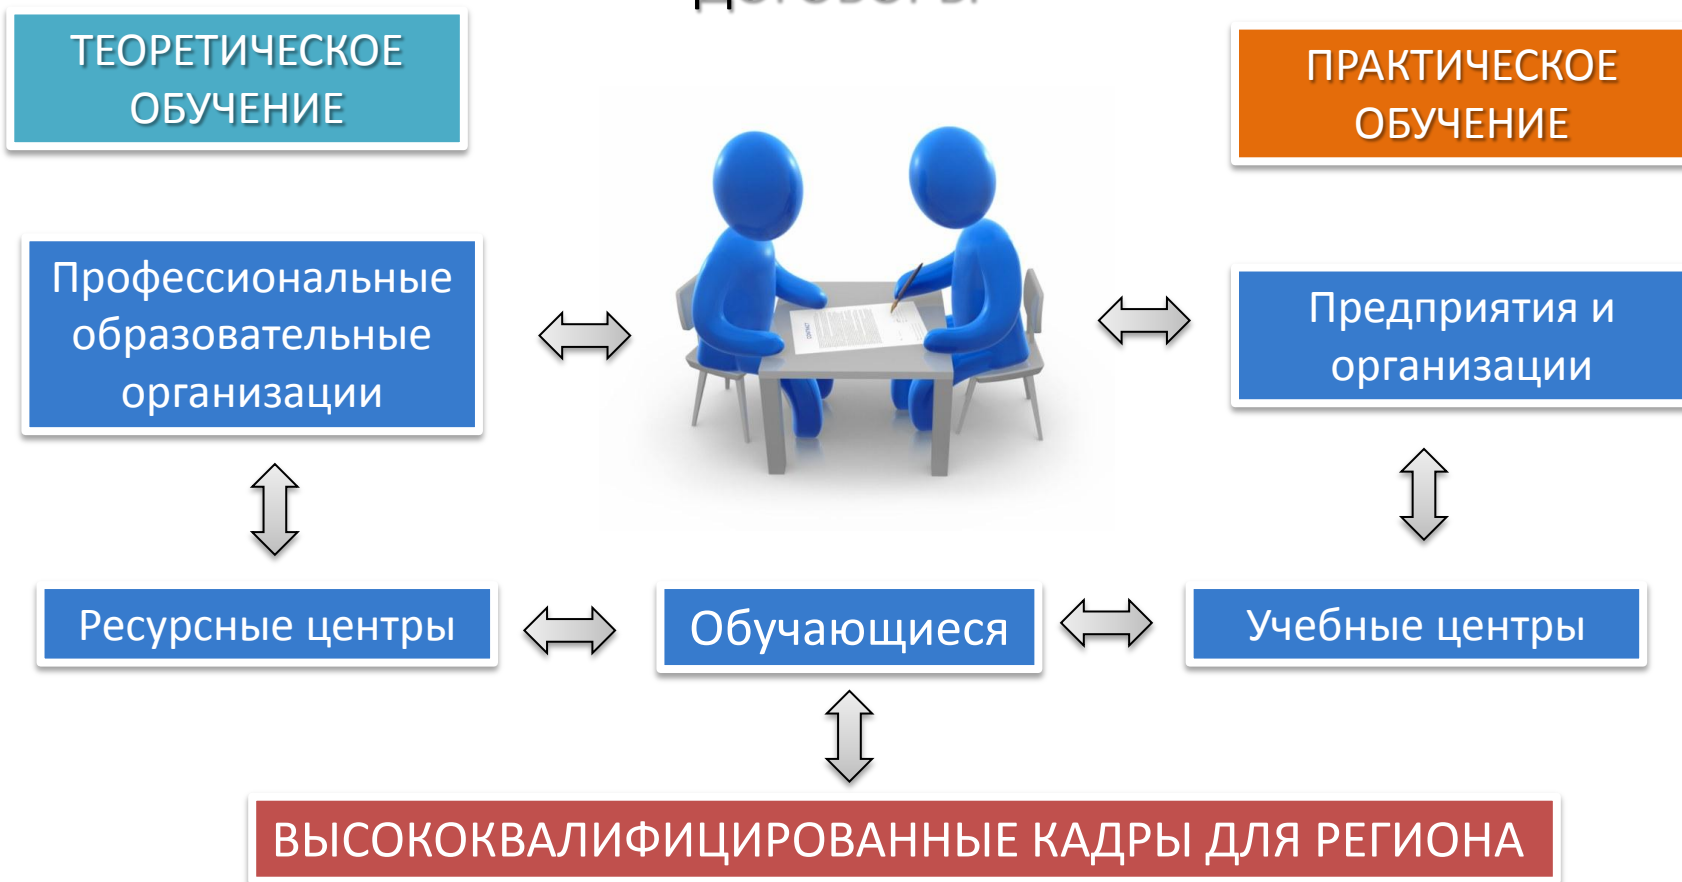 ТЕОРЕТИЧЕСКОЕ
ОБУЧЕНИЕ
ПРАКТИЧЕСКОЕ
ОБУЧЕНИЕ
Профессиональные
образовательные
организации
Предприятия и
организации
Ресурсные центры
Обучающиеся
Учебные центры
ВЫСОКОКВАЛИФИЦИРОВАННЫЕ КАДРЫ ДЛЯ РЕГИОНА